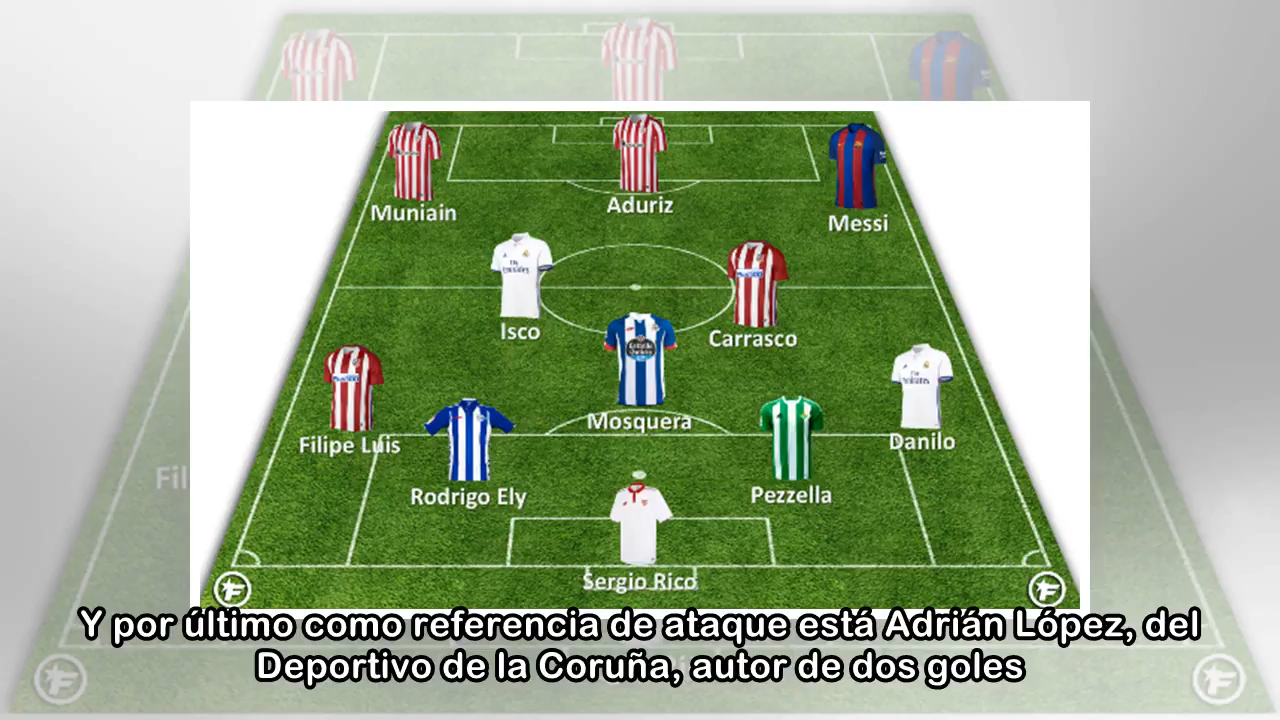 Muniain
Aduriz
Messi
Isco
Carrasco
Mosquera
Filipe Luis
Danilo
Rodrigo Ely
Pezzella
Sergio Rico
Y por último como referencia de ataque está Adrián López, del
Deportivo de la Coruña, autor de dos goles